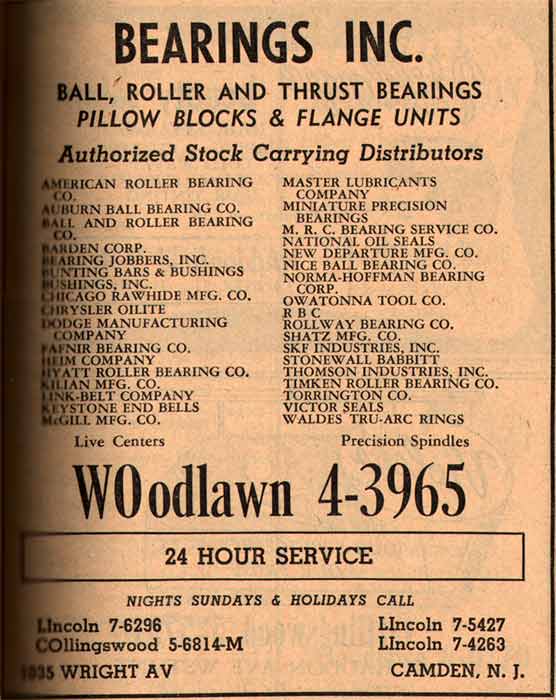 BEARINGS INC.
BALL, ROLLER AND THRUST BEARINGS
PILLOW BLOCKS & FLANGE UNITS
Authorized Stock Carrying Distributors
AMERICAN ROLLER BEARING
CO.
AUBURN BALL BEARING CO.
BALL AND ROLLER BEARING
CO.
BARDEN CORP.
BEARING JOBBERS, INC.
BUNTING BARS & BUSHINGS
BUSHINGS, INC.
CHICAGO RAWHIDE MFG. CO.
CHRYSLER OILITE
DODGE MANUFACTURING
COMPANY
FAFNIR BEARING CO.
HEIM COMPANY
HYATT ROLLER BEARING CO.
KILIAN MFG. CO.
LINK-BELT COMPANY
KEYSTONE END BELLS
McGILL MFG. CO.
MASTER LUBRICANTS
COMPANY
MINIATURE PRECISION
BEARINGS
M. R. C. BEARING SERVICE CO.
NATIONAL OIL SEALS
NEW DEPARTURE MFG. CO.
NICE BALL BEARING CO.
NORMA-HOFFMAN BEARING
CORP.
OWATONNA TOOL CO.
R B C
ROLLWAY BEARING CO.
SHATZ MFG. CO.
SKF INDUSTRIES, INC.
STONEWALL BABBITT
THOMSON INDUSTRIES, INC.
TIMKEN ROLLER BEARING CO.
TORRINGTON CO.
VICTOR SEALS
WALDES TRU-ARC RINGS
Live Centers
Precision Spindles
WOodlawn 4-3965
24 HOUR SERVICE
NIGHTS SUNDAYS & HOLIDAYS CALL
LIncoln 7-6296
LIncoln 7-5427
COllingswood 5-6814-M
LIncoln 7-4263
WRIGHT AV
CAMDEN, N. J.